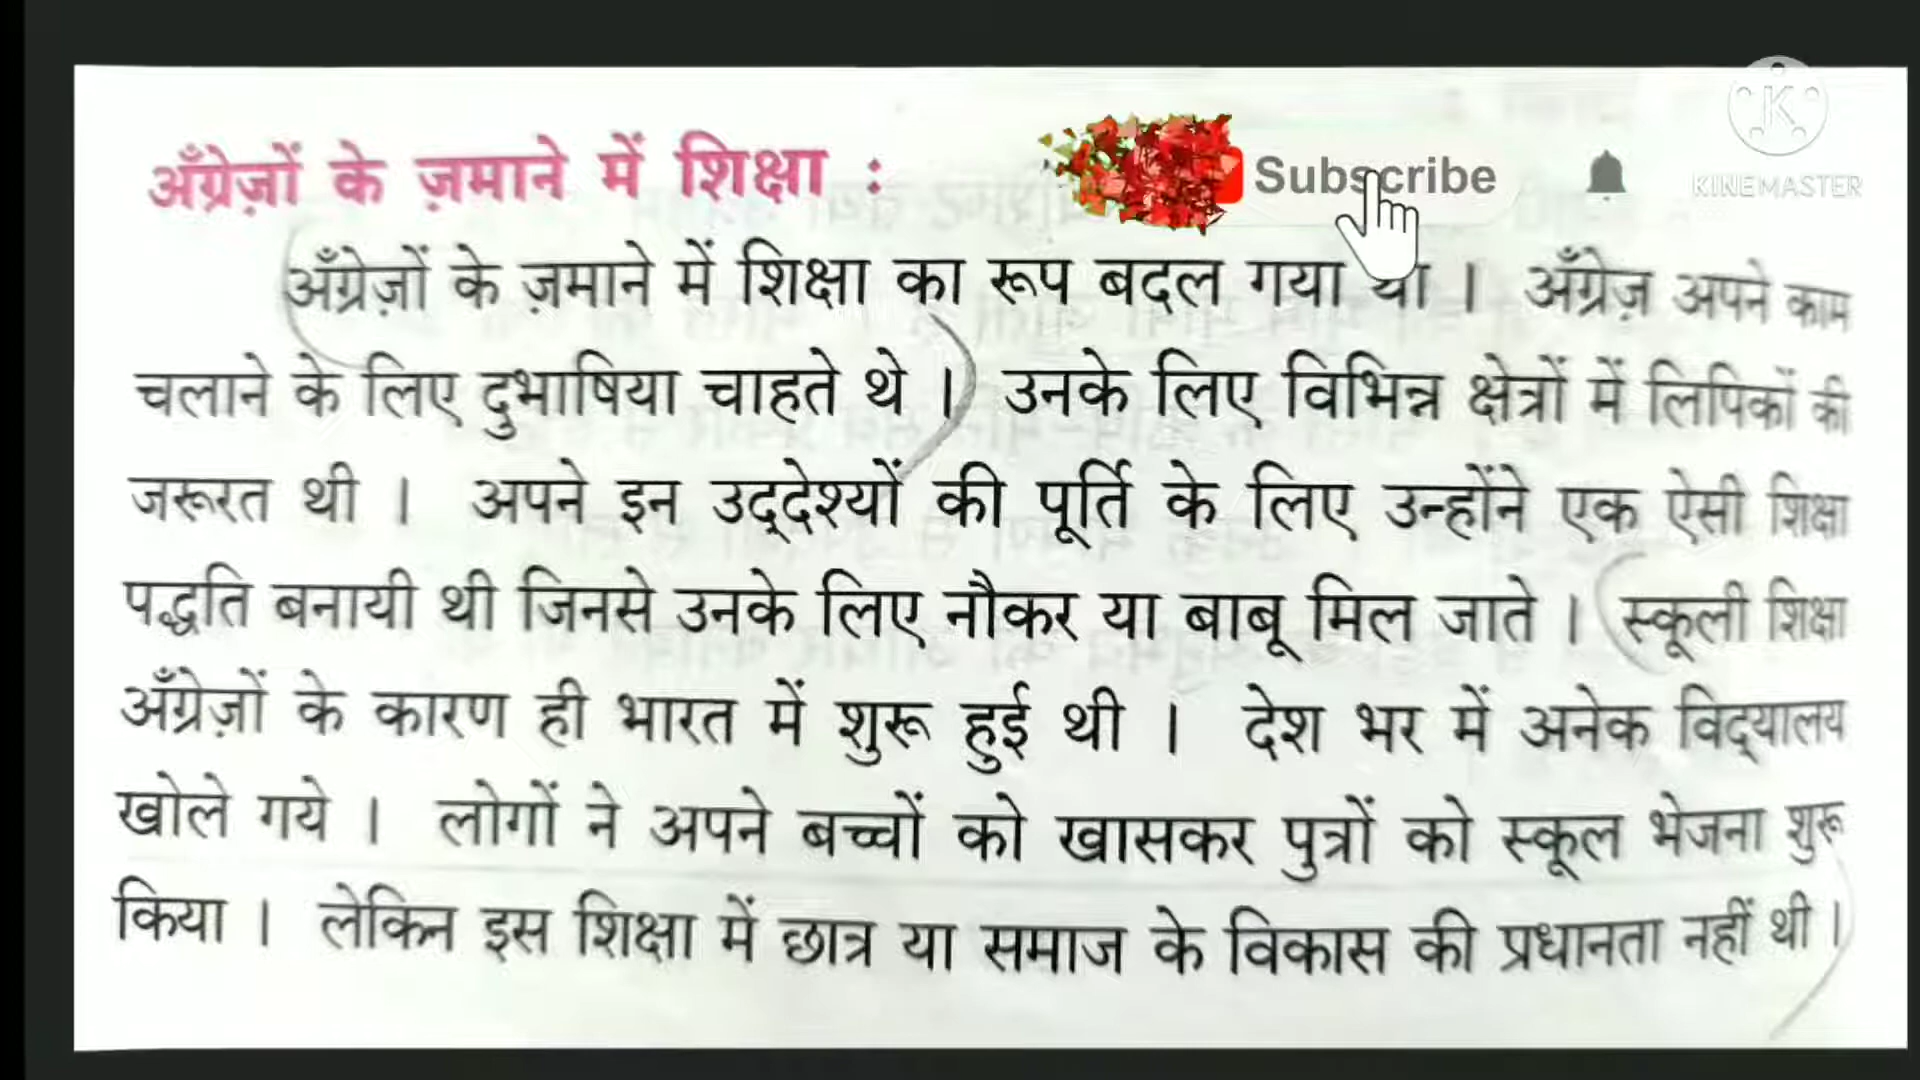 अँग्रेज़ों के ज़माने में शिक्षा :
Subscribe
K
KINEMASTER
अँग्रेज़ों के ज़माने में शिक्षा का रूप बदल गया था । अँग्रेज़ अपने काम
चलाने के लिए दुभाषिया चाहते थे । उनके लिए विभिन्न क्षेत्रों में लिपिकों की
जरूरत थी । अपने इन उद्‌देश्यों की पूर्ति के लिए उन्होंने एक ऐसी शिक्षा
पद्धति बनायी थी जिनसे उनके लिए नौकर या बाबू मिल जाते । स्कूली शिक्षा
अँग्रेज़ों के कारण ही भारत में शुरू हुई थी । देश भर में अनेक विद्‌यालय
खोले गये । लोगों ने अपने बच्चों को खासकर पुत्रों को स्कूल भेजना शुरू
किया । लेकिन इस शिक्षा में छात्र या समाज के विकास की प्रधानता नहीं थी ।